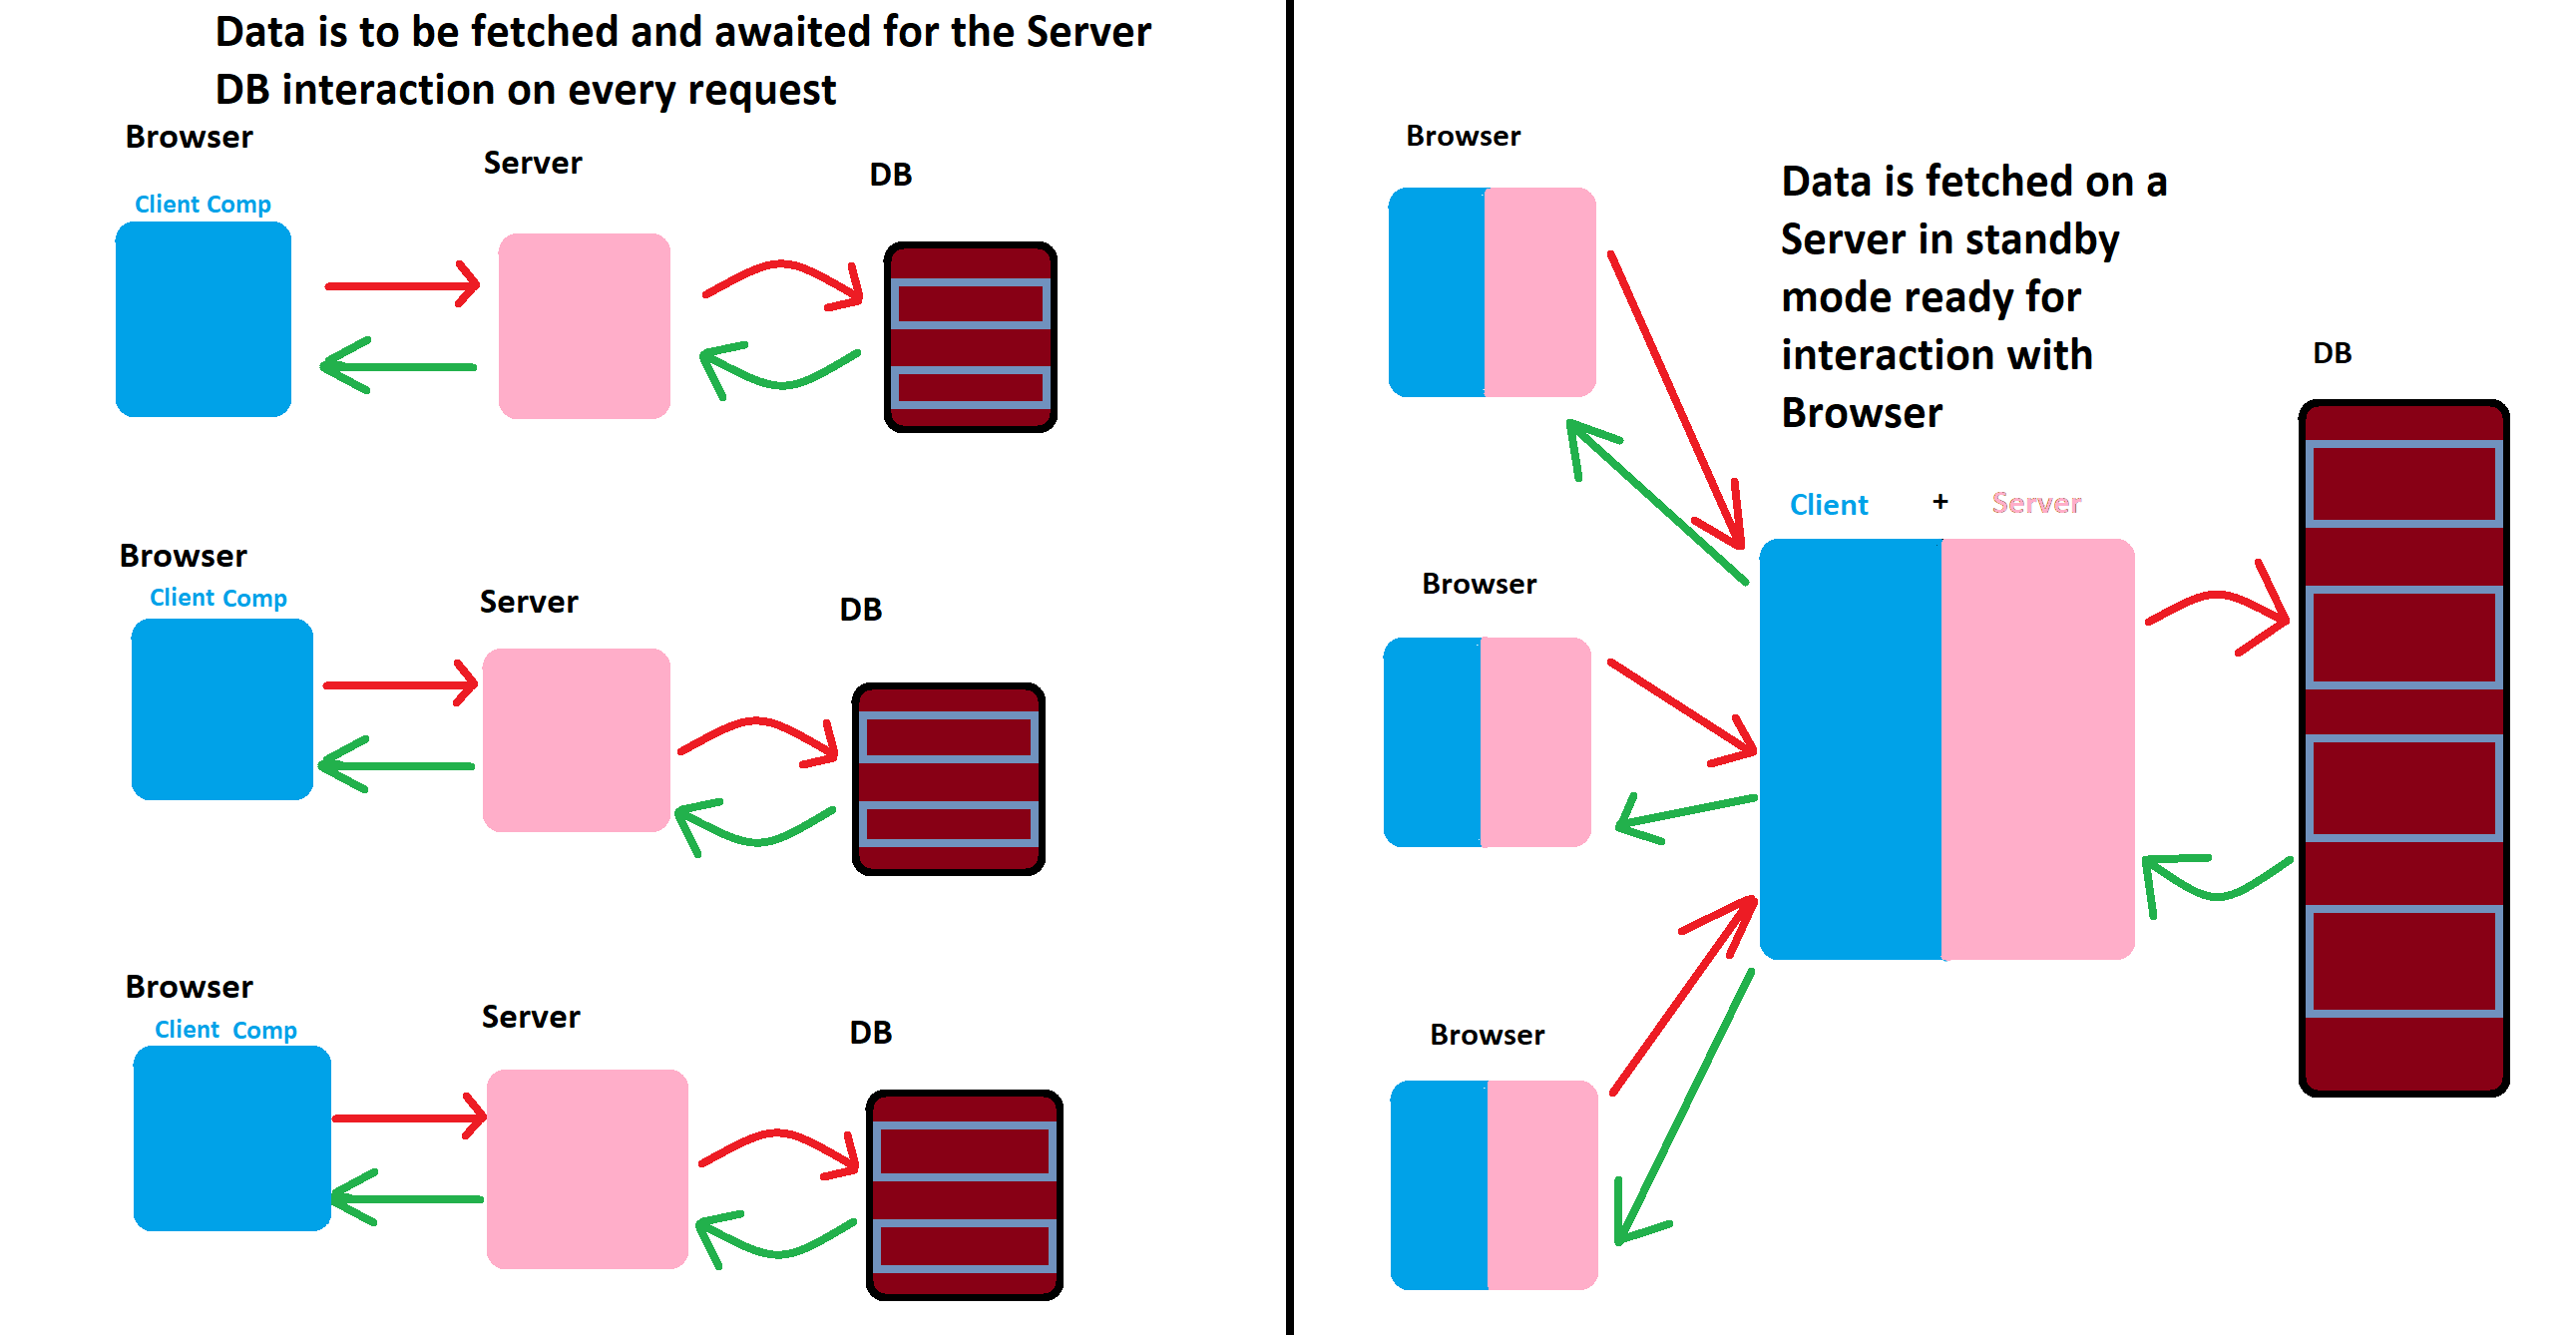 Data is to be fetched and awaited for the Server
DB interaction on every request
Browser
Server
DB
Client Comp
Browser
Client Comp
Server
DB
Browser
Client Comp
Server
DB
Browser
Data is fetched on a
Server in standby
mode ready for
interaction with
Browser
DB
Client + Server
Browser
Browser